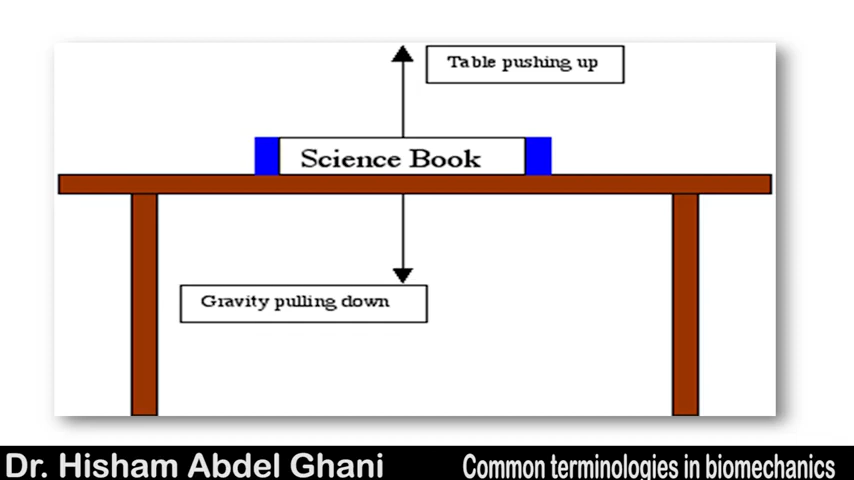 Table pushing up
Science Book
Gravity pulling down
Dr. Hisham Abdel Ghani
Common terminologies in biomechanics